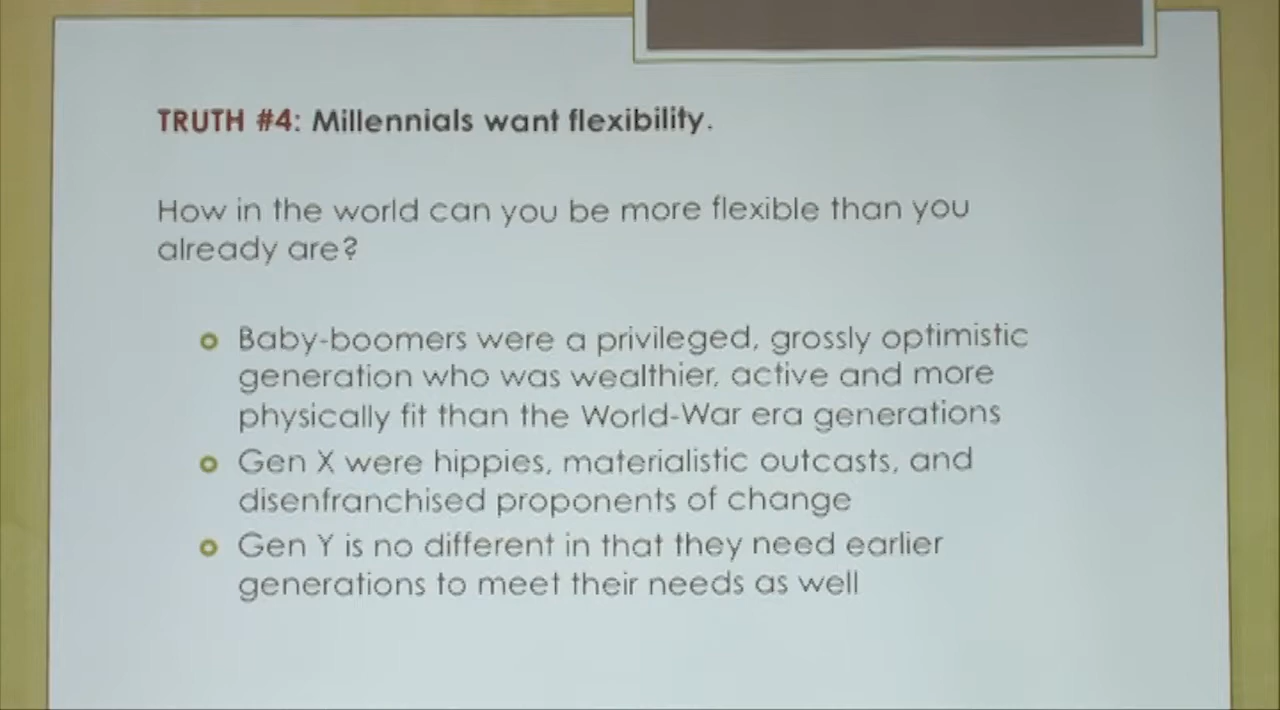 TRUTH #4: Millennials want flexibility.
How in the world can you be more flexible than you
already are?
Baby-boomers were a privileged, grossly optimistic
generation who was wealthier, active and more
physically fit than the World-War era generations
Gen X were hippies, materialistic outcasts, and
disenfranchised proponents of change
Gen Y is no different in that they need earlier
generations to meet their needs as well